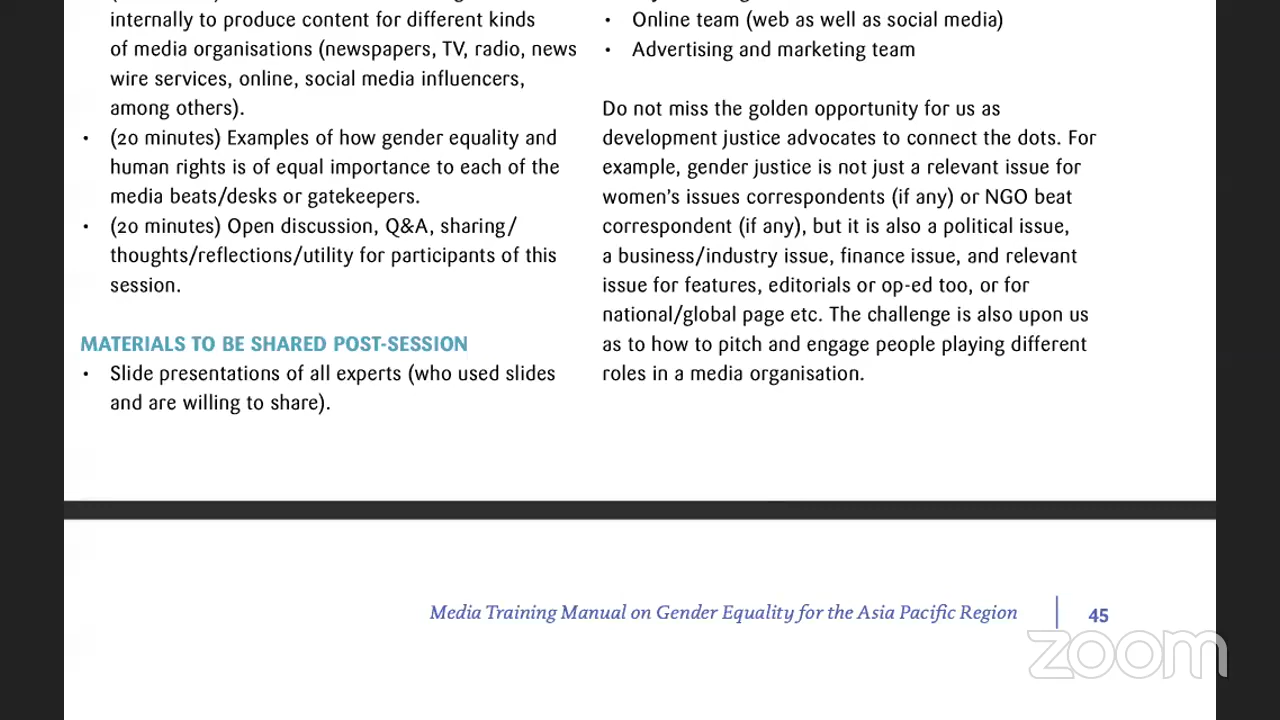 internally to produce content for different kinds
of media organisations (newspapers, TV, radio, news
wire services, online, social media influencers,
among others).
• (20 minutes) Examples of how gender equality and
human rights is of equal importance to each of the
media beats/desks or gatekeepers.
• (20 minutes) Open discussion, Q&A, sharing/
thoughts/reflections/utility for participants of this
session.
MATERIALS TO BE SHARED POST-SESSION
• Slide presentations of all experts (who used slides
and are willing to share).
• Online team (web as well as social media)
• Advertising and marketing team
Do not miss the golden opportunity for us as
development justice advocates to connect the dots. For
example, gender justice is not just a relevant issue for
women's issues correspondents (if any) or NGO beat
correspondent (if any), but it is also a political issue,
a business/industry issue, finance issue, and relevant
issue for features, editorials or op-ed too, or for
national/global page etc. The challenge is also upon us
as to how to pitch and engage people playing different
roles in a media organisation.
Media Training Manual on Gender Equality for the Asia Pacific Region | 45
zoom